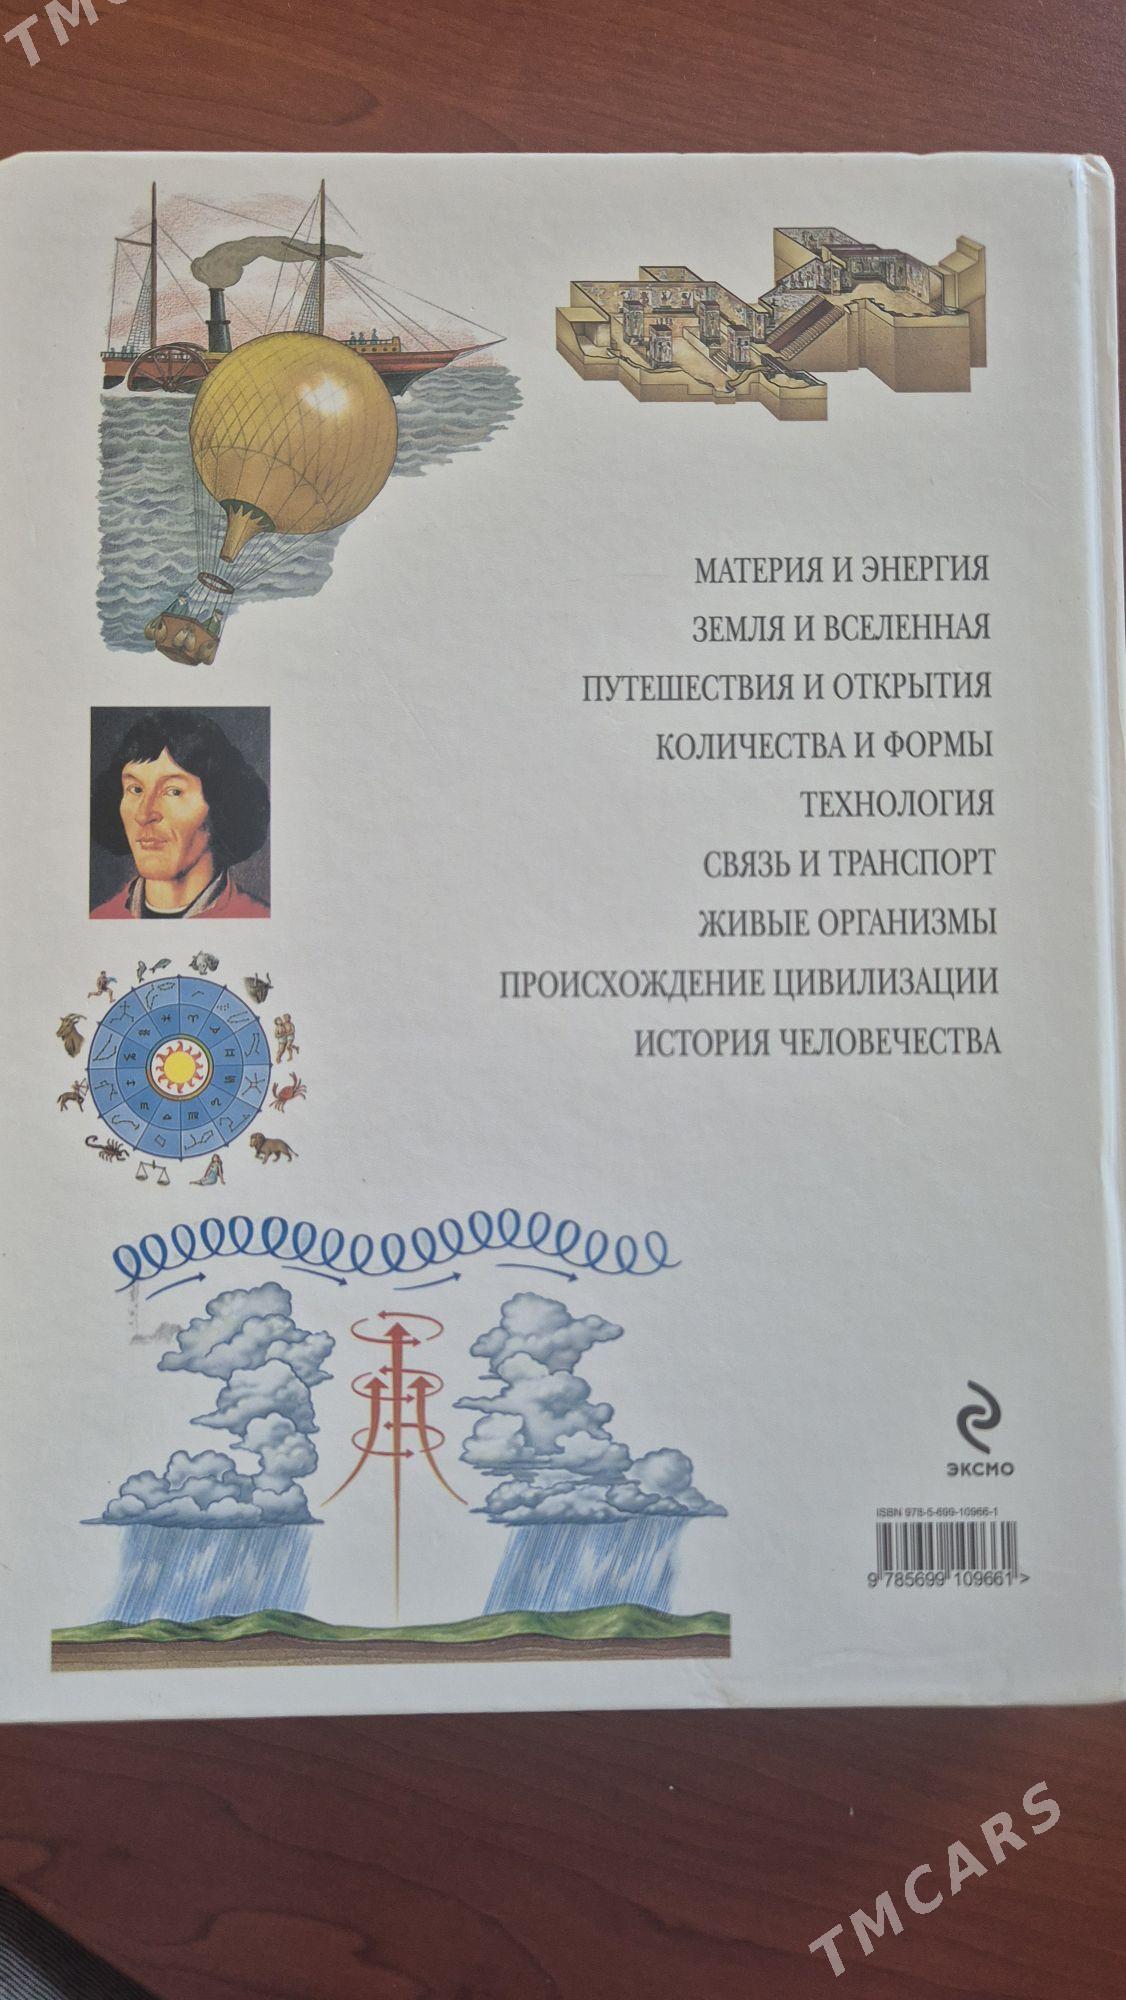 МАТЕРИЯ И ЭНЕРГИЯ
ЗЕМЛЯ И ВСЕЛЕННАЯ
ПУТЕШЕСТВИЯ И ОТКРЫТИЯ
КОЛИЧЕСТВА И ФОРМЫ
ТЕХНОЛОГИЯ
СВЯЗЬ И ТРАНСПОРТ
ЖИВЫЕ ОРГАНИЗМЫ
ПРОИСХОЖДЕНИЕ ЦИВИЛИЗАЦИИ
ИСТОРИЯ ЧЕЛОВЕЧЕСТВА
ЭКСМО
ISBN 978-5-699-10966-1
9 785699 109661 >
TMCARS